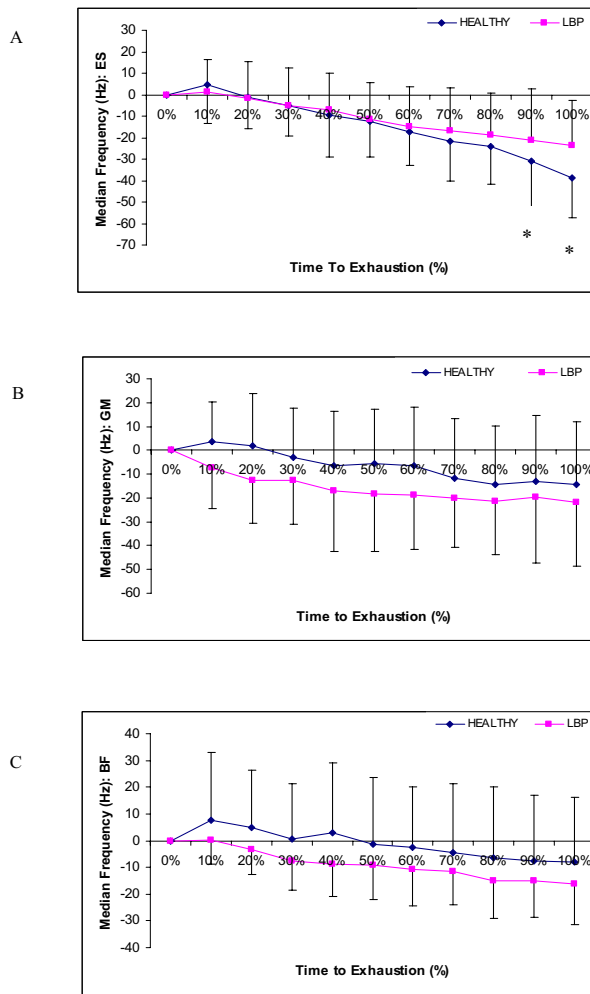 A
HEALTHY LBP
Median Frequency (Hz): ES
30
20
10
0
-10
-20
-30
-40
-50
-60
-70
0% 10% 20% 30% 40% 50% 60% 70% 80% 90% 100%
* *
Time To Exhaustion (%)
B
HEALTHY LBP
Median Frequency (Hz): GM
30
20
10
0
-10
-20
-30
-40
-50
-60
0% 10% 20% 30% 40% 50% 60% 70% 80% 90% 100%
Time to Exhaustion (%)
C
HEALTHY LBP
Median Frequency (Hz): BF
40
30
20
10
0
-10
-20
-30
-40
0% 10% 20% 30% 40% 50% 60% 70% 80% 90% 100%
Time to Exhaustion (%)